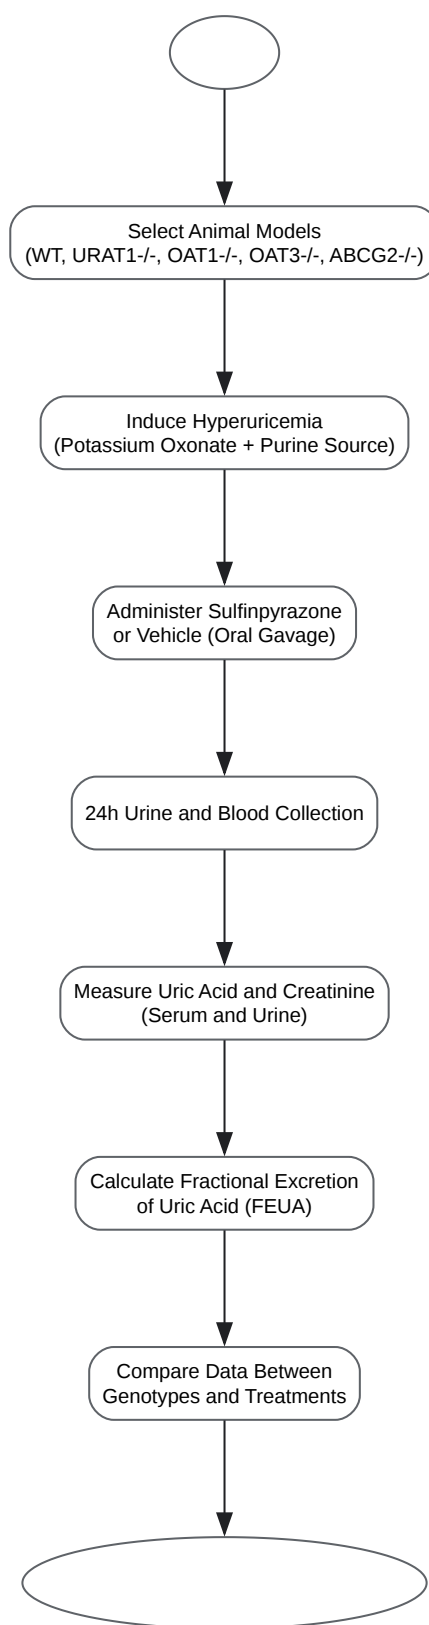 Select Animal Models
(WT, URAT1-/-, OAT1-/-, OAT3-/-, ABCG2-/-)
Induce Hyperuricemia
(Potassium Oxonate + Purine Source)
Administer Sulfinpyrazone
or Vehicle (Oral Gavage)
24h Urine and Blood Collection
Measure Uric Acid and Creatinine
(Serum and Urine)
Calculate Fractional Excretion
of Uric Acid (FEUA)
Compare Data Between
Genotypes and Treatments